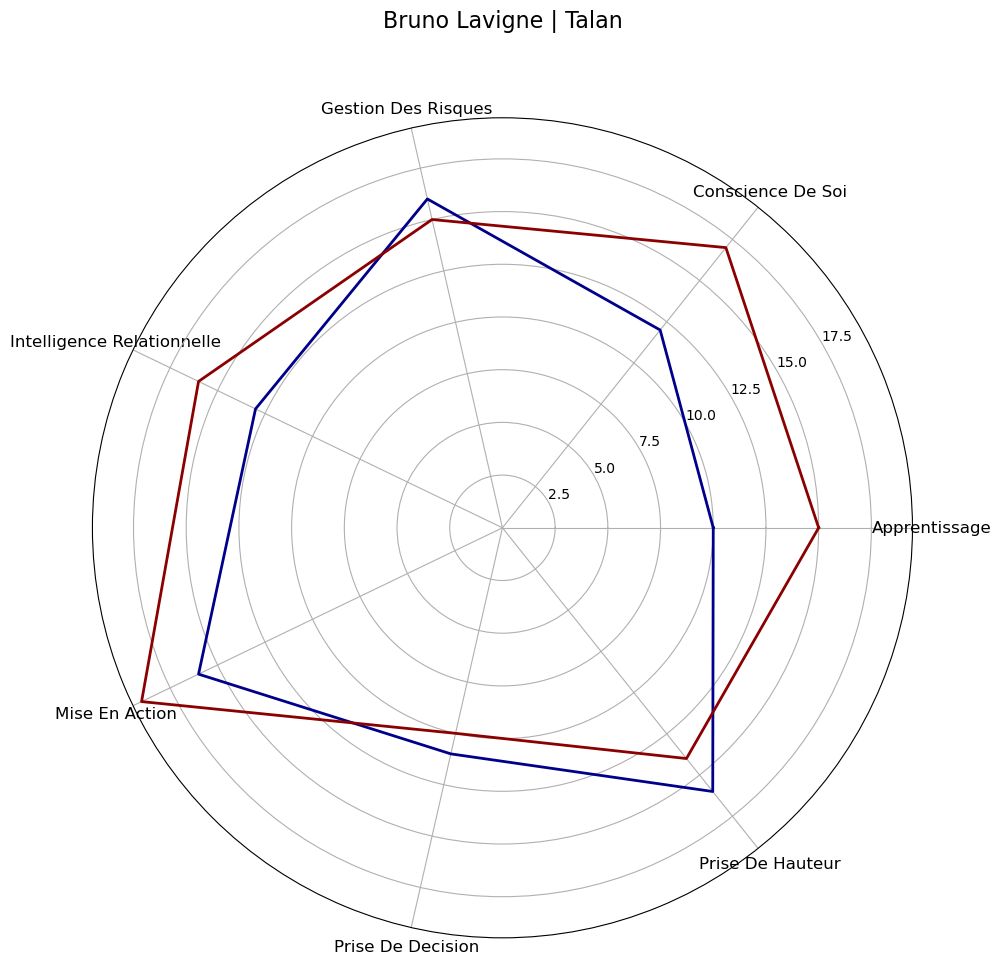 Bruno Lavigne | Talan
Gestion Des Risques
Conscience De Soi
Intelligence Relationnelle
17.5
15.0
12.5
10.0
7.5
5.0
2.5
Apprentissage
Mise En Action
Prise De Hauteur
Prise De Decision